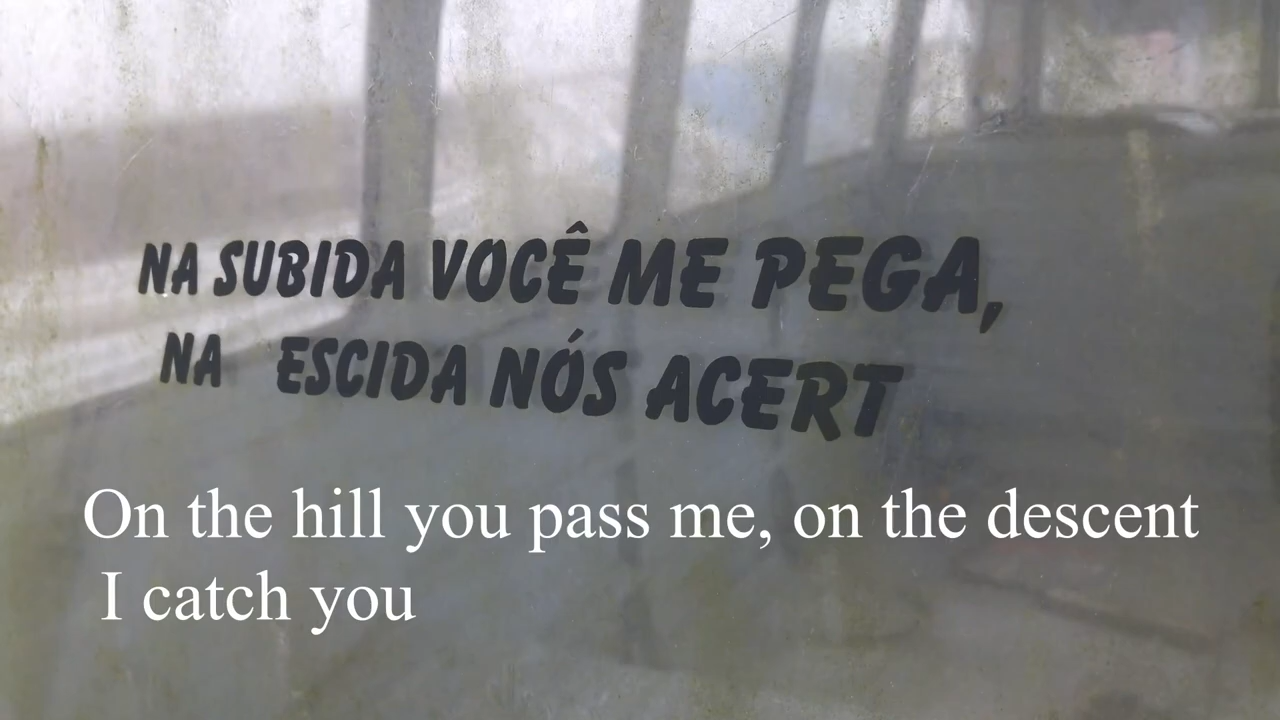 NA SUBIDA VOCÊ ME PEGA,
NA ESCIDA NÓS ACERT
On the hill you pass me, on the descent
I catch you